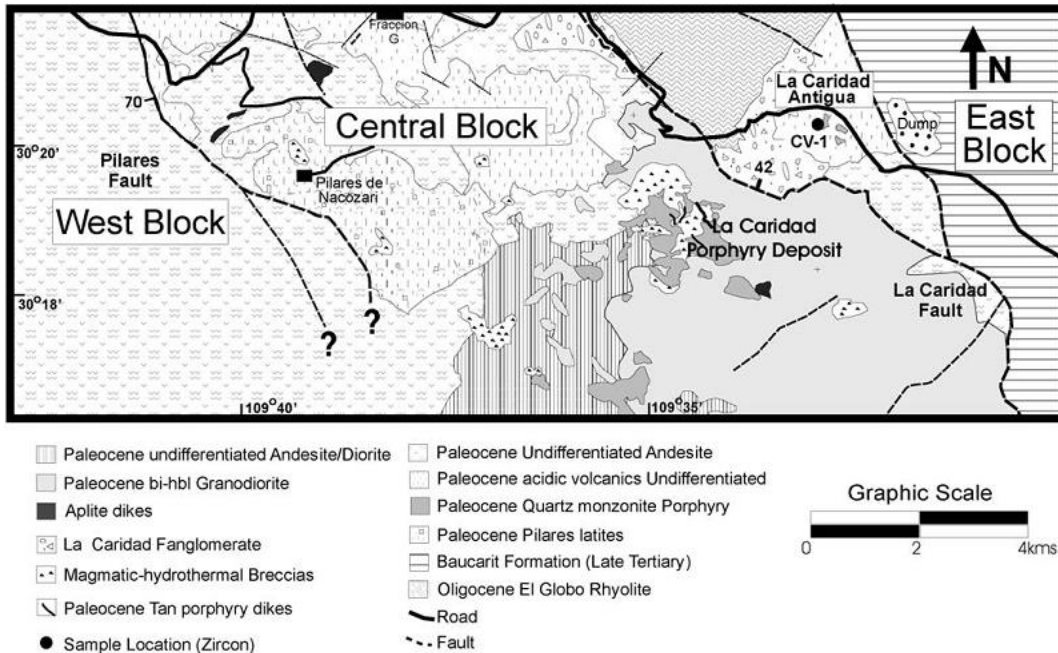 Fraccion
G
N
La Caridad
Antigua
70
Central Block
East
Block
Dump
CV-1
30°20'
Pilares
Fault
42
Pilares de
Nacozari
West Block
La Caridad
Porphyry Deposit
La Caridad
Fault
30°18'
?
?
109°40'
109°35'
Paleocene undifferentiated Andesite/Diorite
Paleocene bi-hbl Granodiorite
Aplite dikes
La Caridad Fanglomerate
Magmatic-hydrothermal Breccias
Paleocene Tan porphyry dikes
Sample Location (Zircon)
Paleocene Undifferentiated Andesite
Paleocene acidic volcanics Undifferentiated
Paleocene Quartz monzonite Porphyry
Paleocene Pilares latites
Baucarit Formation (Late Tertiary)
Oligocene El Globo Rhyolite
Road
Fault
Graphic Scale
0 2 4kms